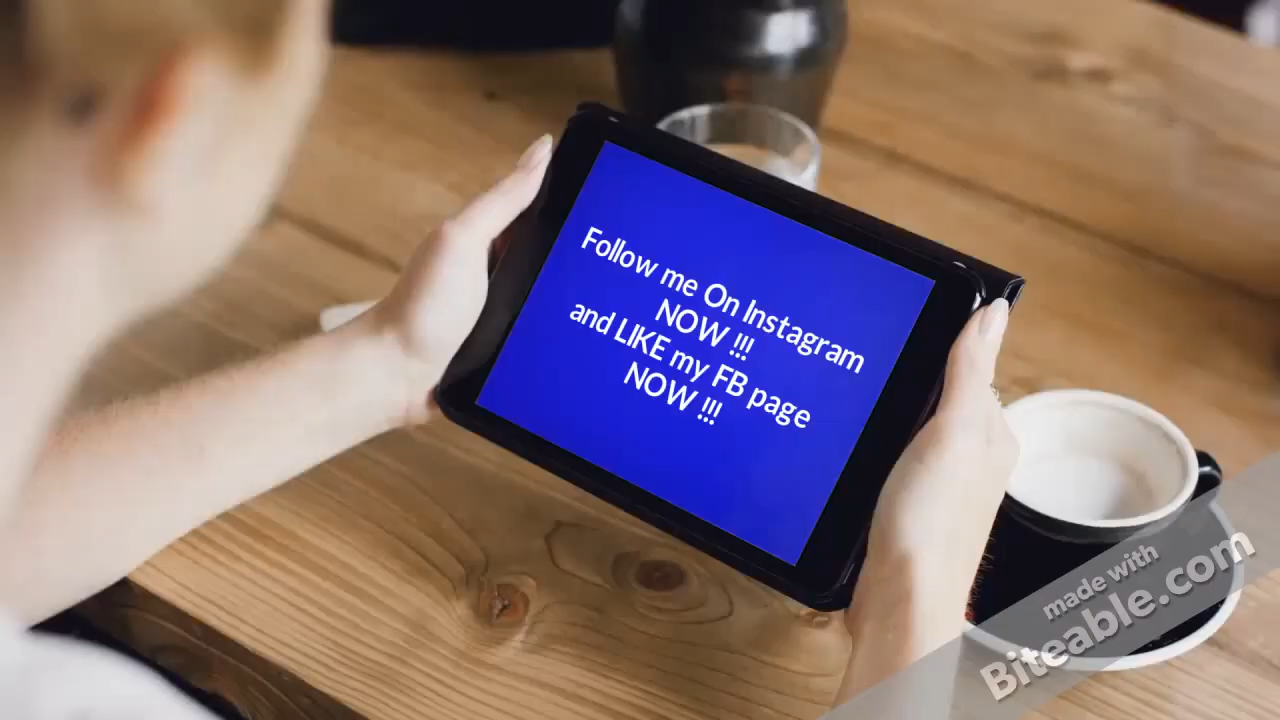 Follow me On Instagram
NOW !!!
and LIKE my FB page
NOW !!!
made with
Biteable.com